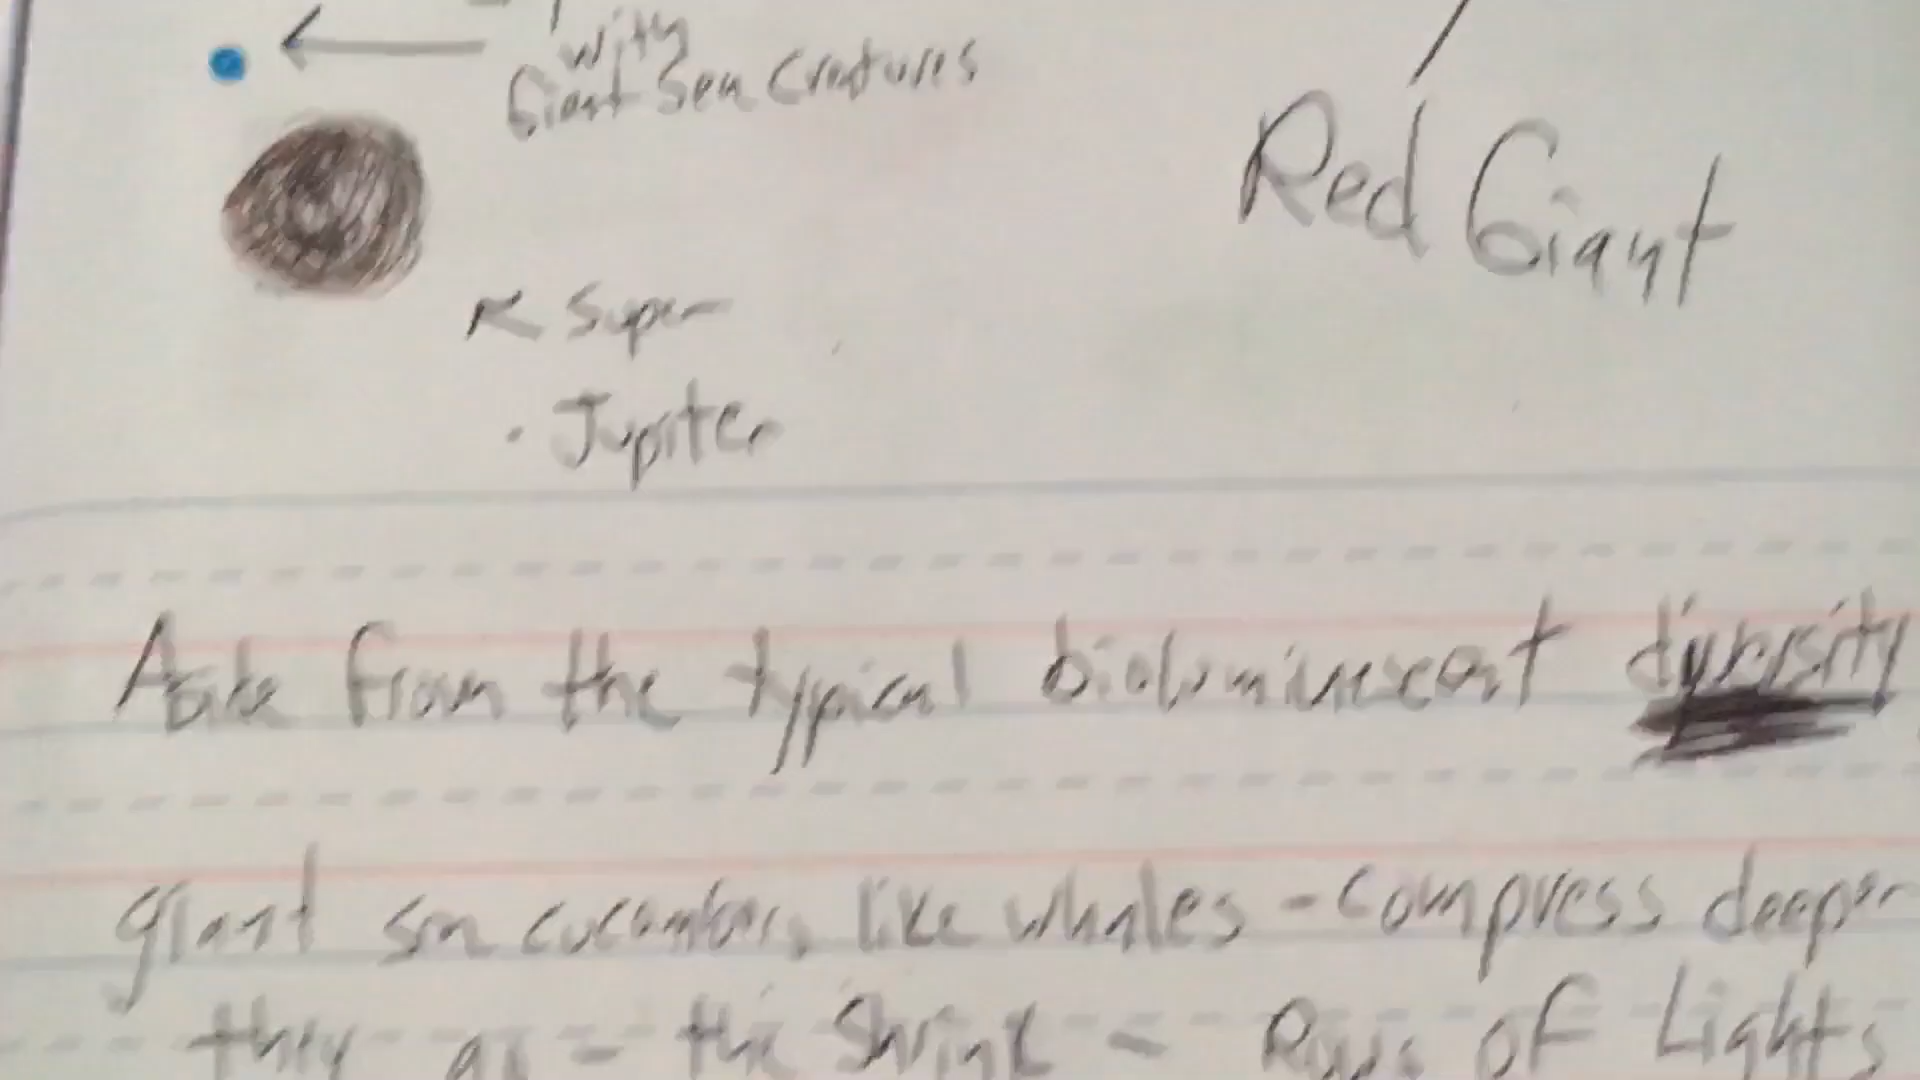 with
Giant Sea Creatures
Red Giant
Super
Jupiter
Aside from the typical bioluminescent diversity
giant sea cucumbers like whales - compress deeper
they go - the Shrink - Rows of Lights